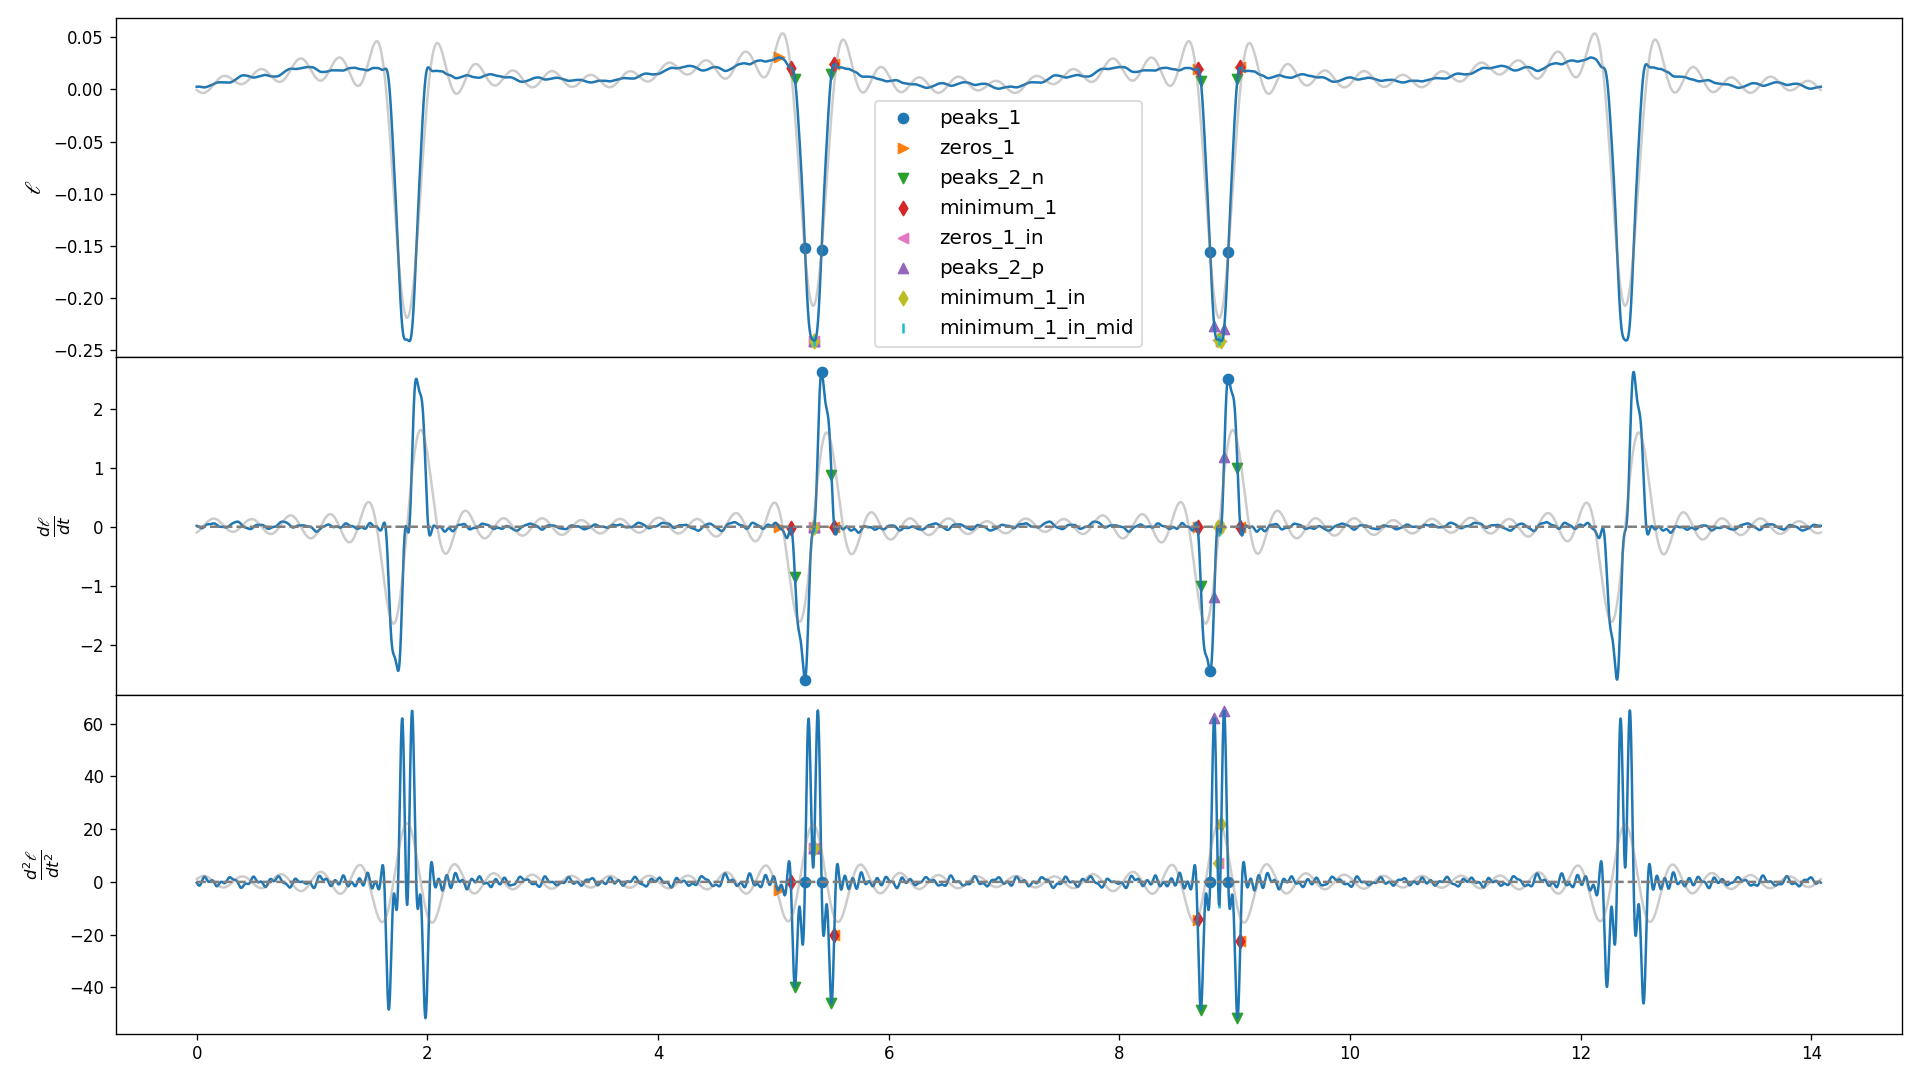 0.05
0.00
−0.05
−0.10
−0.15
−0.20
−0.25
ℓ
peaks_1
zeros_1
peaks_2_n
minimum_1
zeros_1_in
peaks_2_p
minimum_1_in
minimum_1_in_mid
2
1
0
−1
−2
dℓ
dt
60
40
20
0
−20
−40
d²ℓ
dt²
0 2 4 6 8 10 12 14